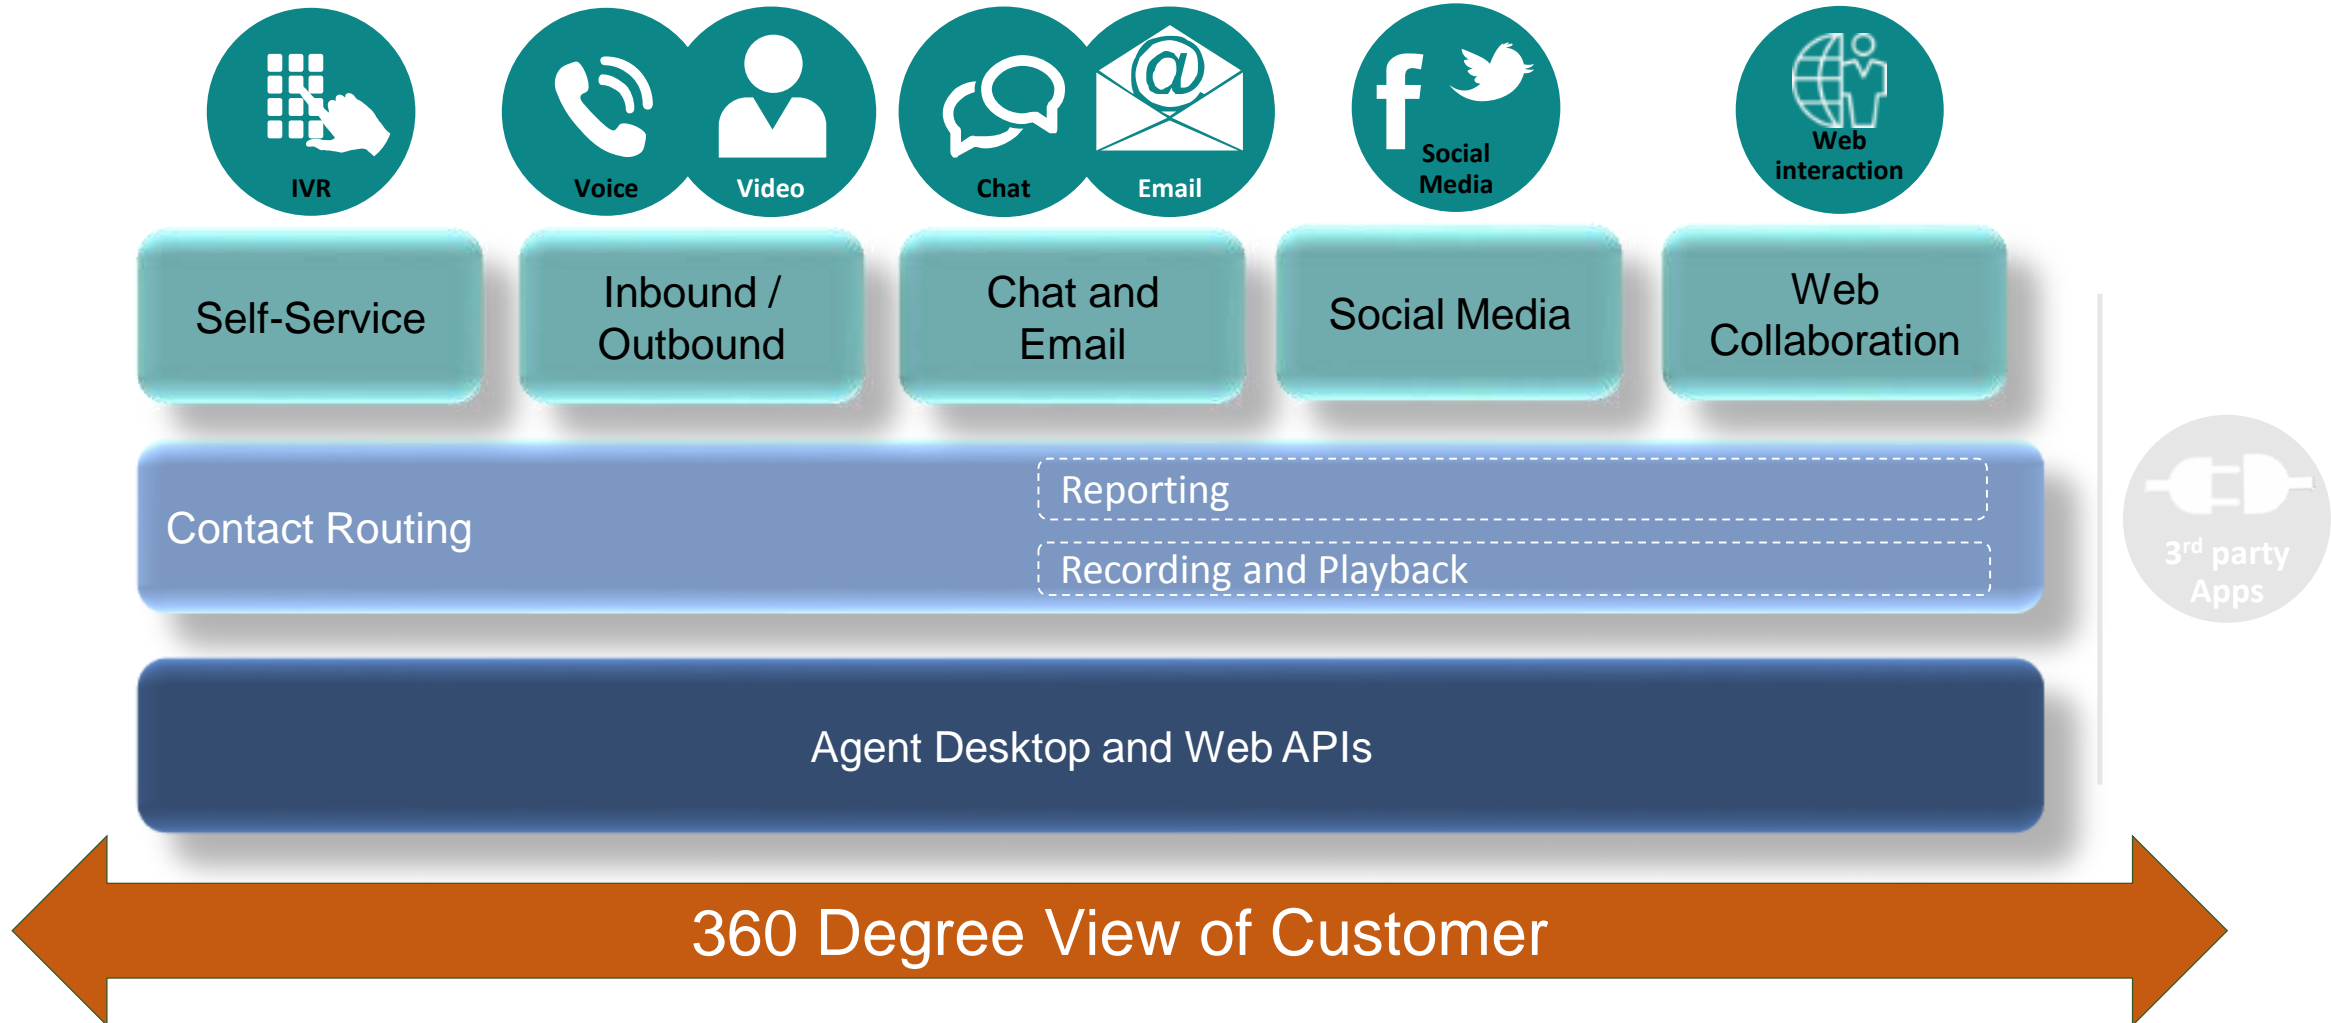 IVR
Voice
Video
Chat
@
Email
f
Social
Media
Web
interaction
Self-Service
Inbound /
Outbound
Chat and
Email
Social Media
Web
Collaboration
Contact Routing
Reporting
Recording and Playback
3rd party
Apps
Agent Desktop and Web APIs
360 Degree View of Customer